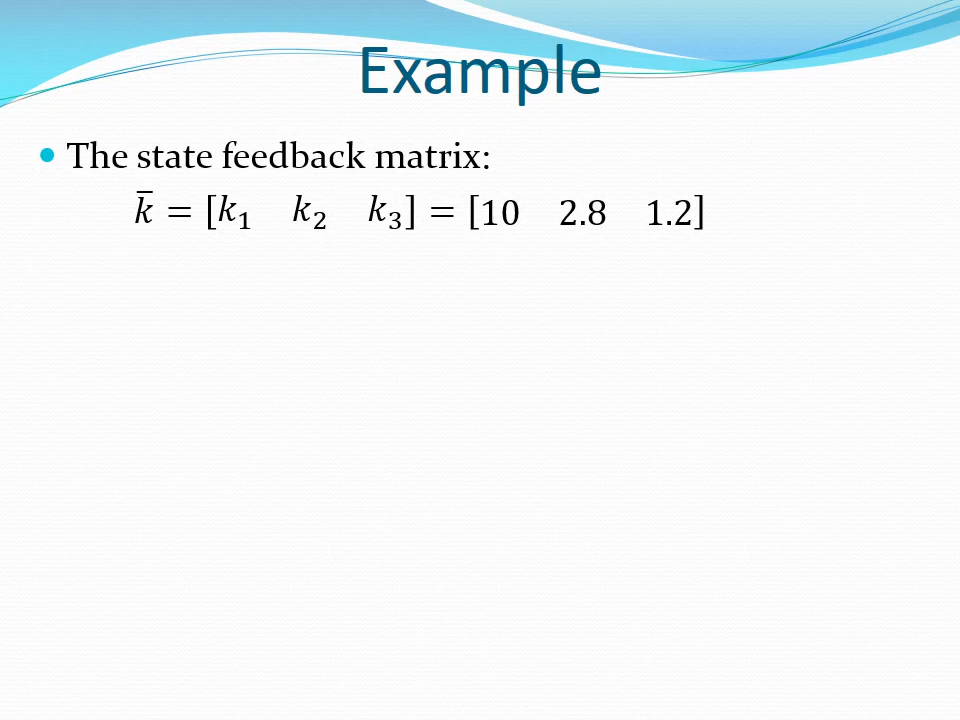 Example
The state feedback matrix:
k̄ = [k₁ k₂ k₃] = [10 2.8 1.2]